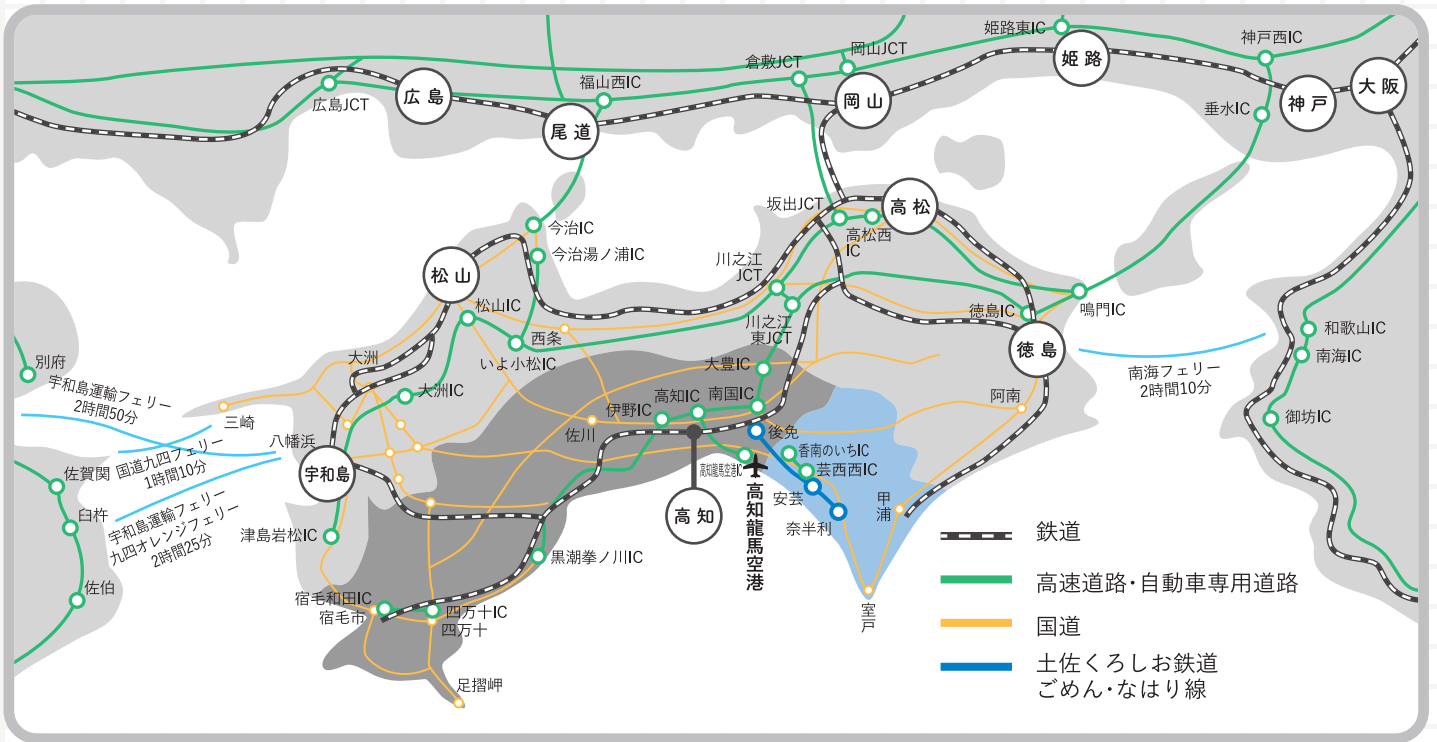 姫路東IC
岡山JCT
神戸西IC
倉敷JCT
姫路
福山西IC
大阪
広島JCT
広島
岡山
神戸
垂水IC
尾道
坂出JCT
高松
今治IC
高松西
IC
今治湯ノ浦IC
川之江
JCT
松山
松山IC
徳島IC
鳴門IC
川之江
東JCT
和歌山IC
西条
徳島
南海IC
別府
大洲
いよ小松IC
大豊IC
南海フェリー
2時間10分
宇和島運輸フェリー
2時間50分
大洲IC
高知IC
南国IC
阿南
三崎
伊野IC
御坊IC
佐川
後免
八幡浜
香南のいちIC
佐賀関
国道九四フェリー
1時間10分
宇和島
高知龍馬空港IC
芸西西IC
高知龍馬空港
安芸
甲浦
臼杵
宇和島運輸フェリー
九四オレンジフェリー
2時間25分
高知
奈半利
津島岩松IC
黒潮拳ノ川IC
佐伯
宿毛和田IC
宿毛市
四万十IC
四万十
室戸
足摺岬
鉄道
高速道路・自動車専用道路
国道
土佐くろしお鉄道
ごめん・なはり線